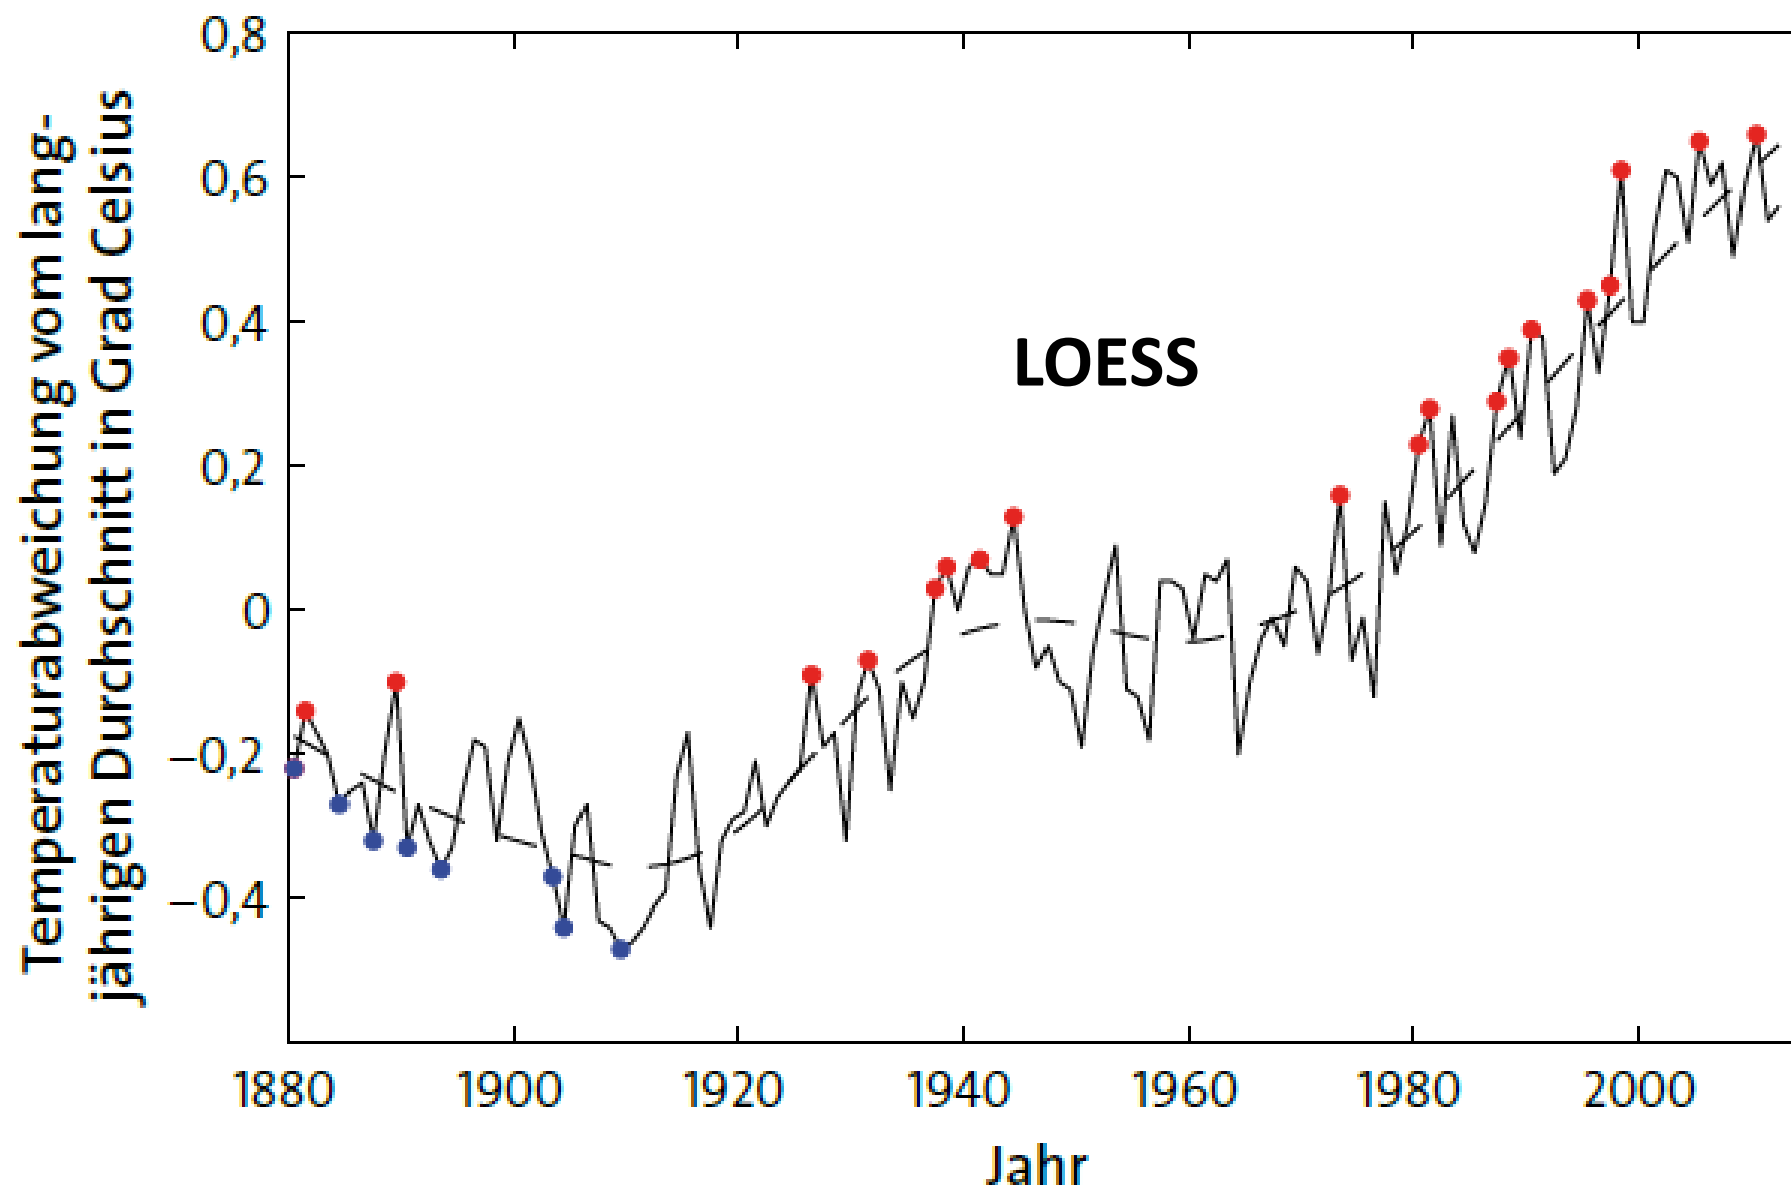 Temperaturabweichung vom lang-
jährigen Durchschnitt in Grad Celsius
0,8
0,6
0,4
0,2
0
−0,2
−0,4
LOESS
1880 1900 1920 1940 1960 1980 2000
Jahr